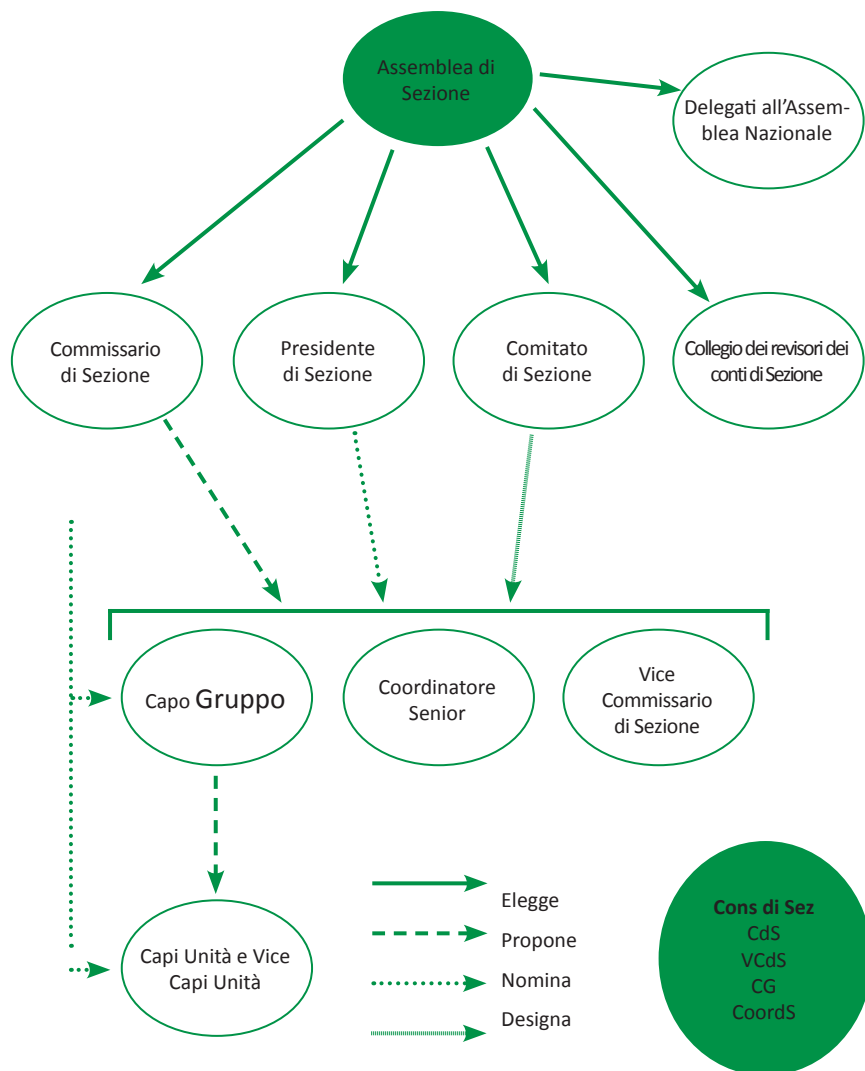 Assemblea di
Sezione
Delegati all’Assem-
blea Nazionale
Commissario
di Sezione
Presidente
di Sezione
Comitato
di Sezione
Collegio dei revisori dei
conti di Sezione
Capo Gruppo
Coordinatore
Senior
Vice
Commissario
di Sezione
Capi Unità e Vice
Capi Unità
Elegge
Propone
Nomina
Designa
Cons di Sez
CdS
VCdS
CG
CoordS